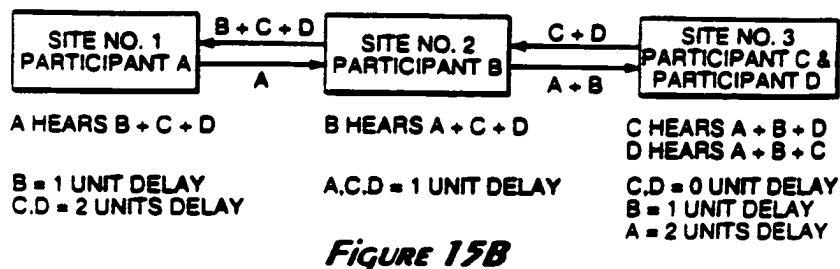 SITE NO. 1
PARTICIPANT A
B + C + D
A
SITE NO. 2
PARTICIPANT B
C + D
A + B
SITE NO. 3
PARTICIPANT C &
PARTICIPANT D
A HEARS B + C + D
B = 1 UNIT DELAY
C.D = 2 UNITS DELAY
B HEARS A + C + D
A,C,D = 1 UNIT DELAY
C HEARS A + B + D
D HEARS A + B + C
C,D = 0 UNIT DELAY
B = 1 UNIT DELAY
A = 2 UNITS DELAY
FIGURE 15B